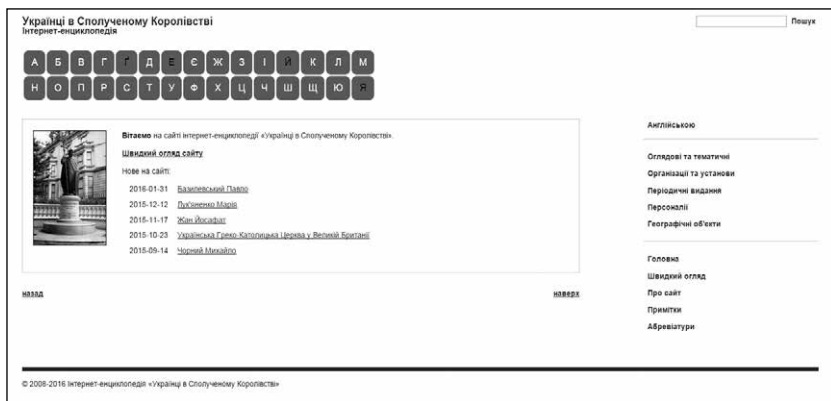 Українці в Сполученому Королівстві
Інтернет-енциклопедія
Пошук
А Б В Г Ґ Д Е Є Ж З І Й К Л М
Н О П Р С Т У Ф Х Ц Ч Ш Щ Ю Я
Вітаємо на сайті інтернет-енциклопедії «Українці в Сполученому Королівстві».
Швидкий огляд сайту
Нове на сайті:
2016-01-31 Базилевський Павло
2015-12-12 Лук'яненко Марія
2015-11-17 Жан Йосафат
2015-10-23 Українська Греко-Католицька Церква у Великій Британії
2015-09-14 Чорний Михайло
назад
наверх
Англійською
Оглядові та тематичні
Організації та установи
Періодичні видання
Персоналії
Географічні об'єкти
Головна
Швидкий огляд
Про сайт
Примітки
Абревіатури
© 2008-2016 Інтернет-енциклопедія «Українці в Сполученому Королівстві»